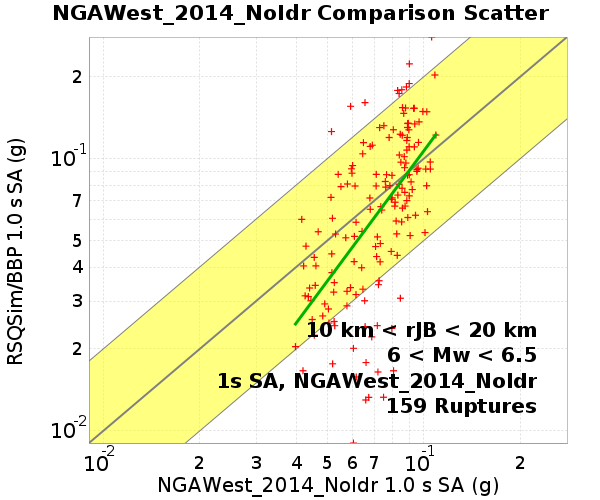 NGAWest_2014_NoIdr Comparison Scatter
RSQSim/BBP 1.0 s SA (g)
2
10^-1
7
5
4
3
2
10^-2
10 km < rJB < 20 km
6 < Mw < 6.5
1s SA, NGAWest_2014_NoIdr
159 Ruptures
10^-2 2 3 4 5 6 7 10^-1 2
NGAWest_2014_NoIdr 1.0 s SA (g)